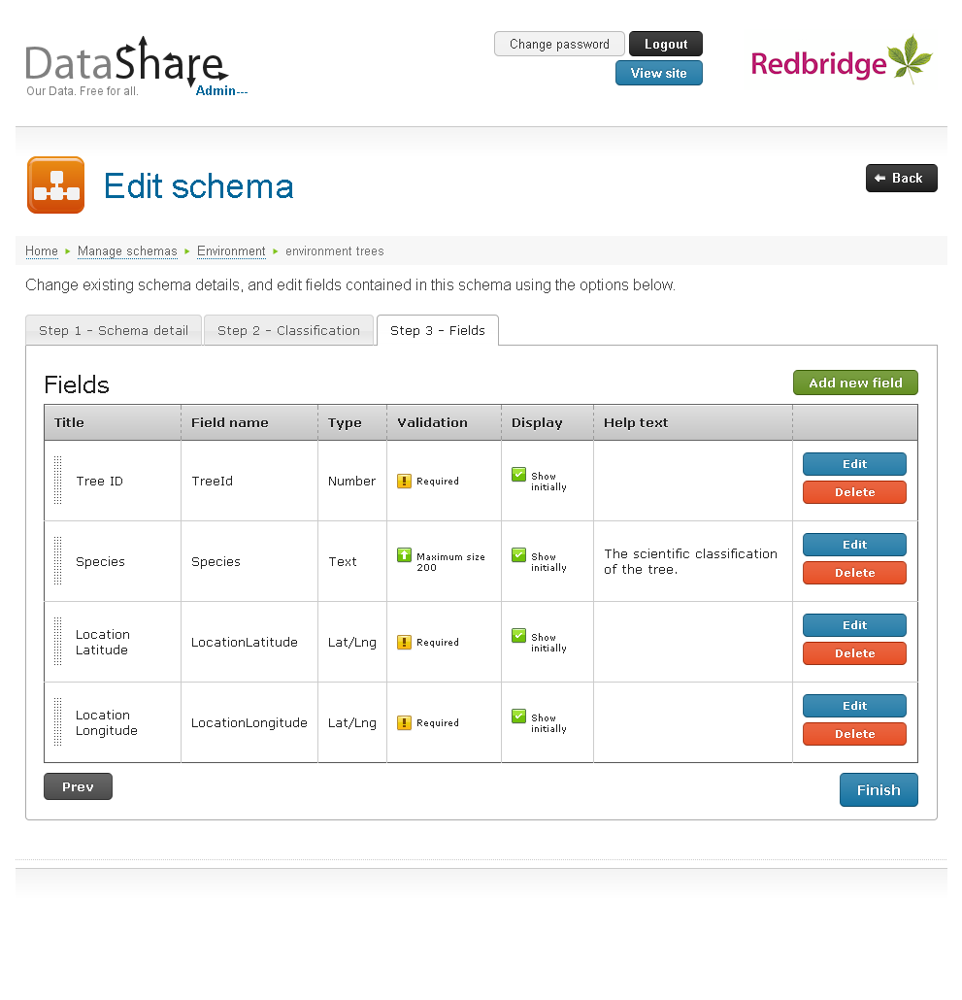 DataShare
Our Data. Free for all.
Admin---
Change password
Logout
View site
Redbridge
Edit schema
Back
Home
Manage schemas
Environment
environment trees
Change existing schema details, and edit fields contained in this schema using the options below.
Step 1 - Schema detail
Step 2 - Classification
Step 3 - Fields
Fields
Add new field
Title
Field name
Type
Validation
Display
Help text
Tree ID
TreeId
Number
Required
Show
initially
Edit
Delete
Species
Species
Text
Maximum size
200
Show
initially
The scientific classification
of the tree.
Edit
Delete
Location
Latitude
LocationLatitude
Lat/Lng
Required
Show
initially
Edit
Delete
Location
Longitude
LocationLongitude
Lat/Lng
Required
Show
initially
Edit
Delete
Prev
Finish